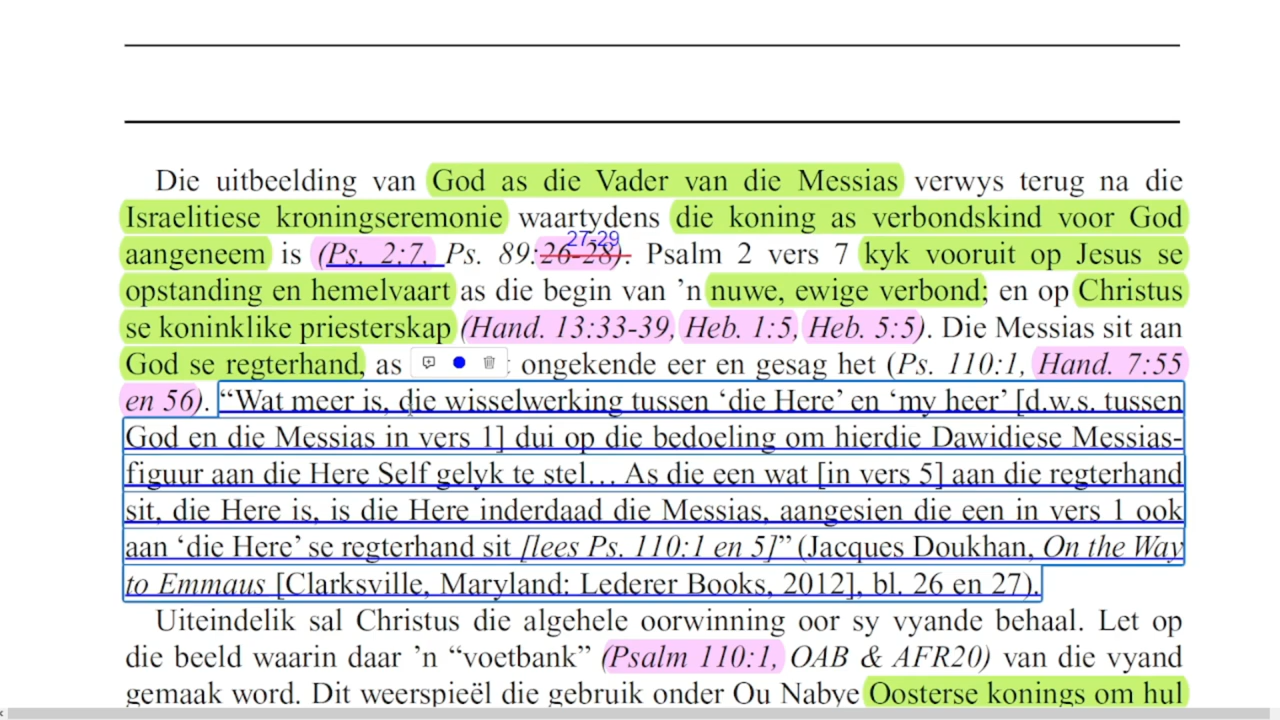 Die uitbeelding van God as die Vader van die Messias verwys terug na die
Israelitiese kroningseremonie waartydens die koning as verbondskind voor God
27-29
aangeneem is (Ps. 2:7, Ps. 89:26-28). Psalm 2 vers 7 kyk vooruit op Jesus se
opstanding en hemelvaart as die begin van ’n nuwe, ewige verbond; en op Christus
se koninklike priesterskap (Hand. 13:33-39, Heb. 1:5, Heb. 5:5). Die Messias sit aan
God se regterhand, as ongekende eer en gesag het (Ps. 110:1, Hand. 7:55
en 56). “Wat meer is, die wisselwerking tussen ‘die Here’ en ‘my heer’ [d.w.s. tussen
God en die Messias in vers 1] dui op die bedoeling om hierdie Dawidiese Messias-
figuur aan die Here Self gelyk te stel… As die een wat [in vers 5] aan die regterhand
sit, die Here is, is die Here inderdaad die Messias, aangesien die een in vers 1 ook
aan ‘die Here’ se regterhand sit [lees Ps. 110:1 en 5]” (Jacques Doukhan, On the Way
to Emmaus [Clarksville, Maryland: Lederer Books, 2012], bl. 26 en 27).
Uiteindelik sal Christus die algehele oorwinning oor sy vyande behaal. Let op
die beeld waarin daar ’n “voetbank” (Psalm 110:1, OAB & AFR20) van die vyand
gemaak word. Dit weerspieël die gebruik onder Ou Nabye Oosterse konings om hul